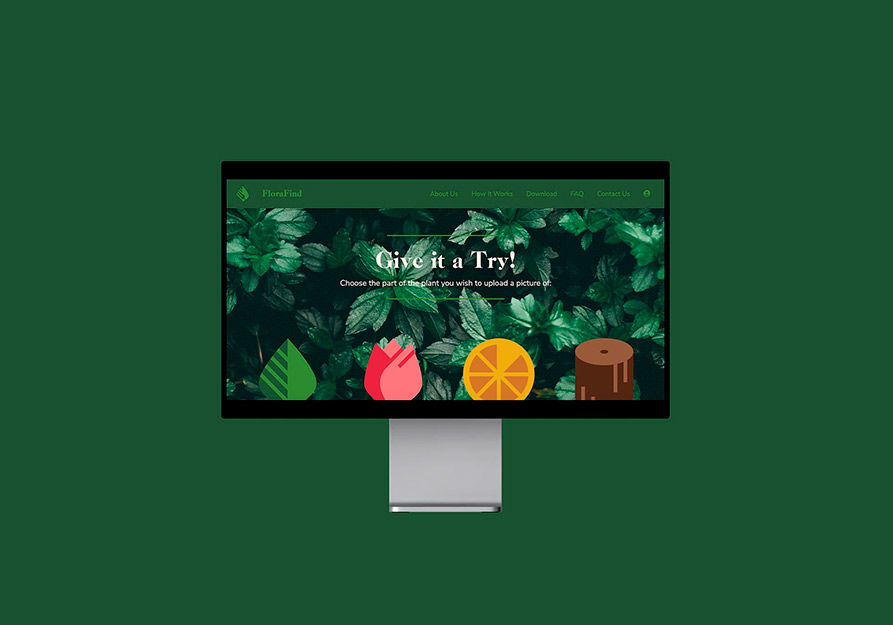 FloraFind
About Us How It Works Download FAQ Contact Us
Give it a Try!
Choose the part of the plant you wish to upload a picture of: